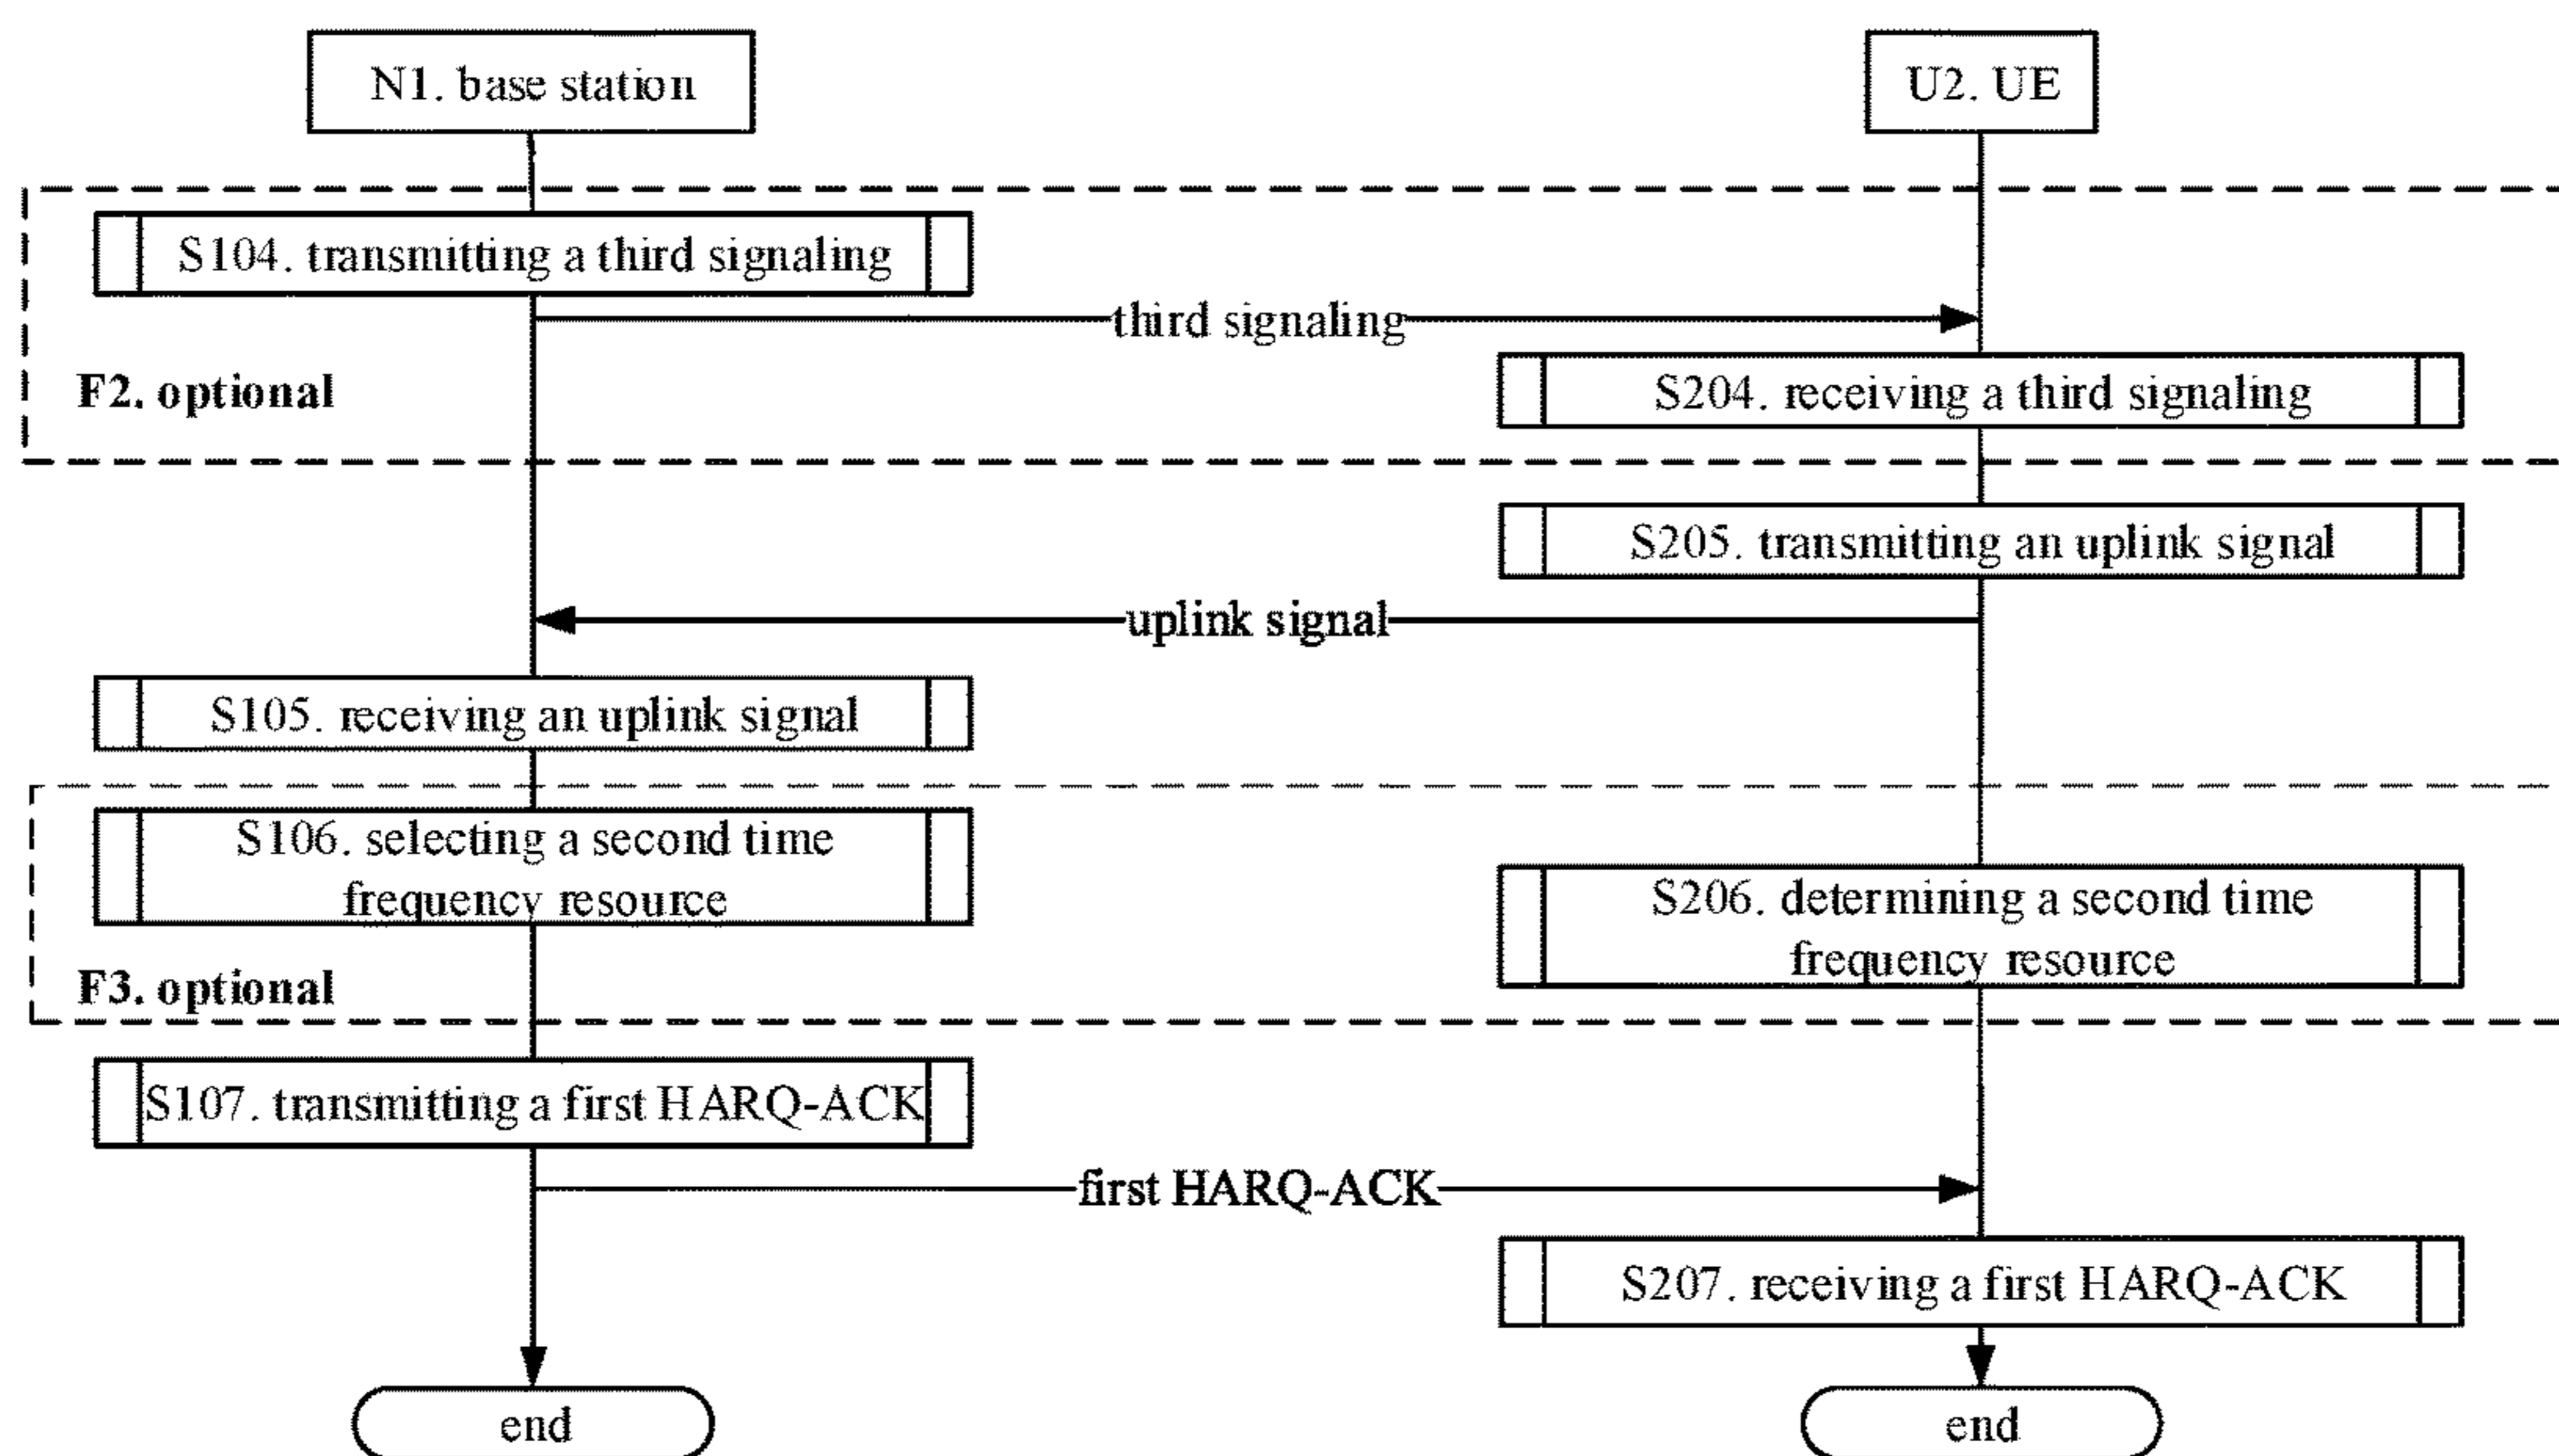 N1. base station
U2. UE
S104. transmitting a third signaling
third signaling
F2. optional
S204. receiving a third signaling
S205. transmitting an uplink signal
uplink signal
S105. receiving an uplink signal
S106. selecting a second time
frequency resource
S206. determining a second time
frequency resource
F3. optional
S107. transmitting a first HARQ-ACK
first HARQ-ACK
S207. receiving a first HARQ-ACK
end
end